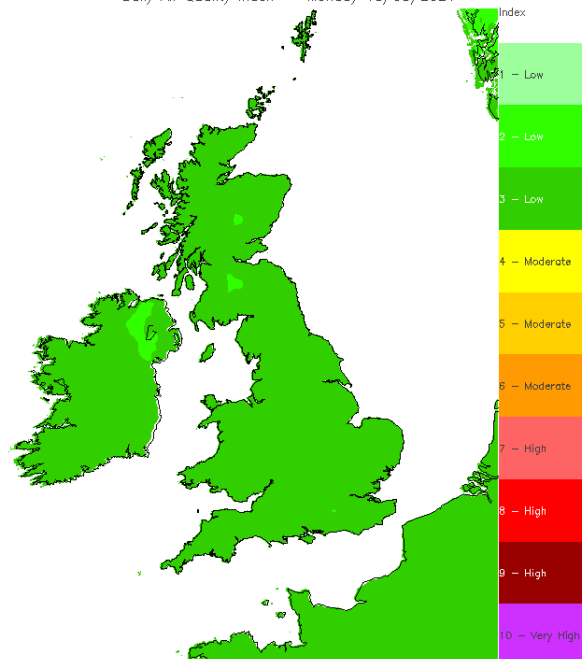 Index
1 - Low
2 - Low
3 - Low
4 - Moderate
5 - Moderate
6 - Moderate
7 - High
8 - High
9 - High
10 - Very High